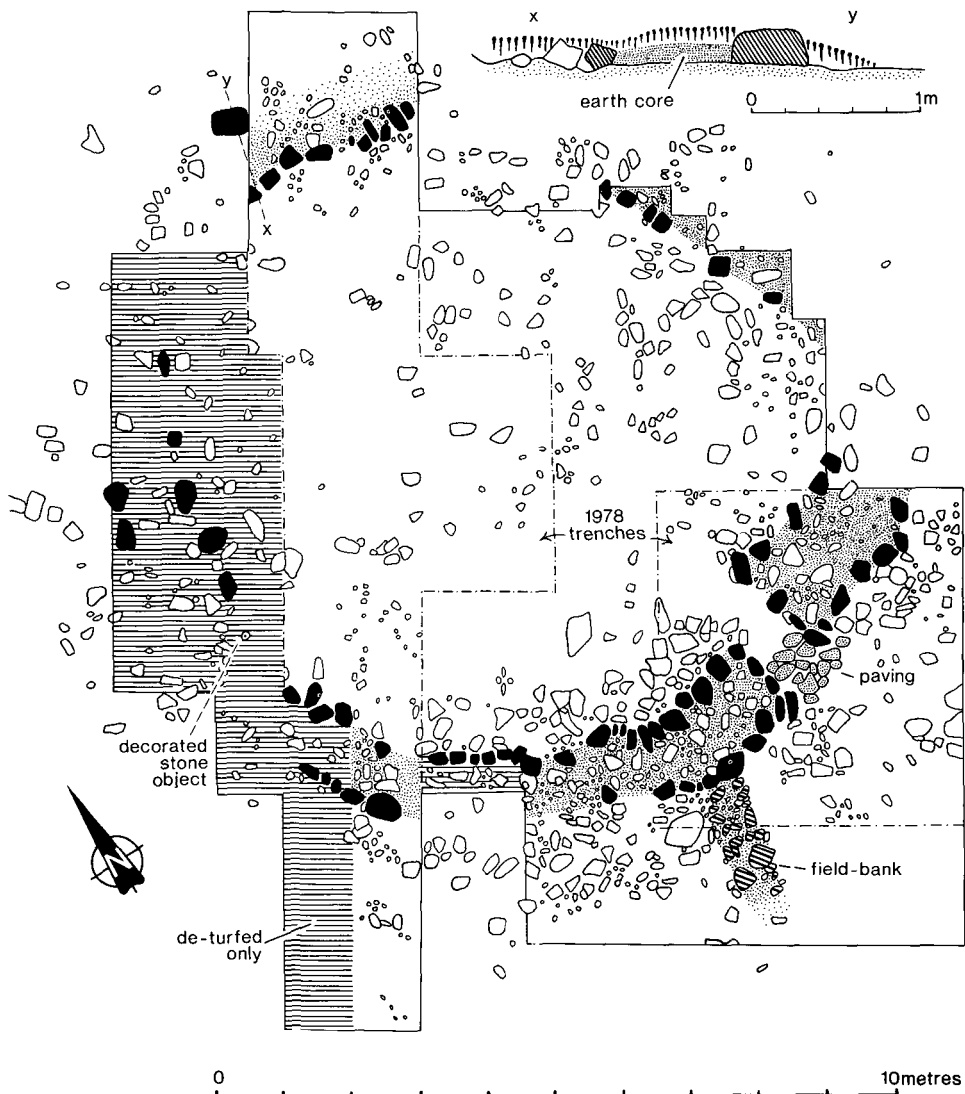 x
y
earth core
0
1m
y
x
1978
trenches
paving
decorated
stone
object
N
field-bank
de-turfed
only
0
10metres